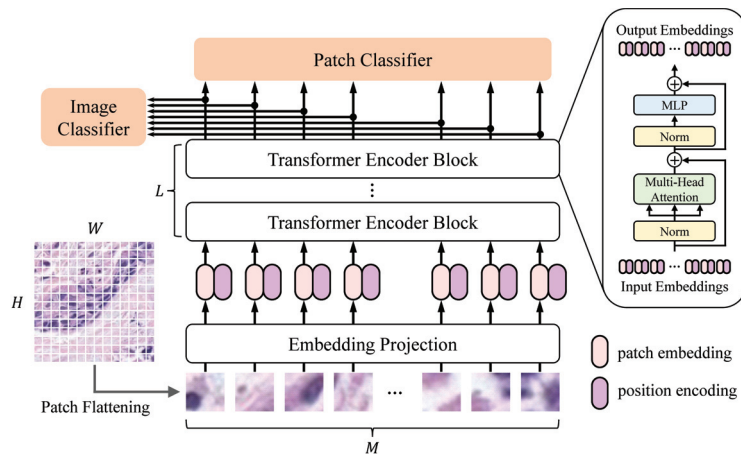 Patch Classifier
Image
Classifier
Transformer Encoder Block
L
⋮
Transformer Encoder Block
W
H
Embedding Projection
Patch Flattening
...
M
patch embedding
position encoding
Output Embeddings
...
+
MLP
Norm
+
Multi-Head
Attention
Norm
...
Input Embeddings